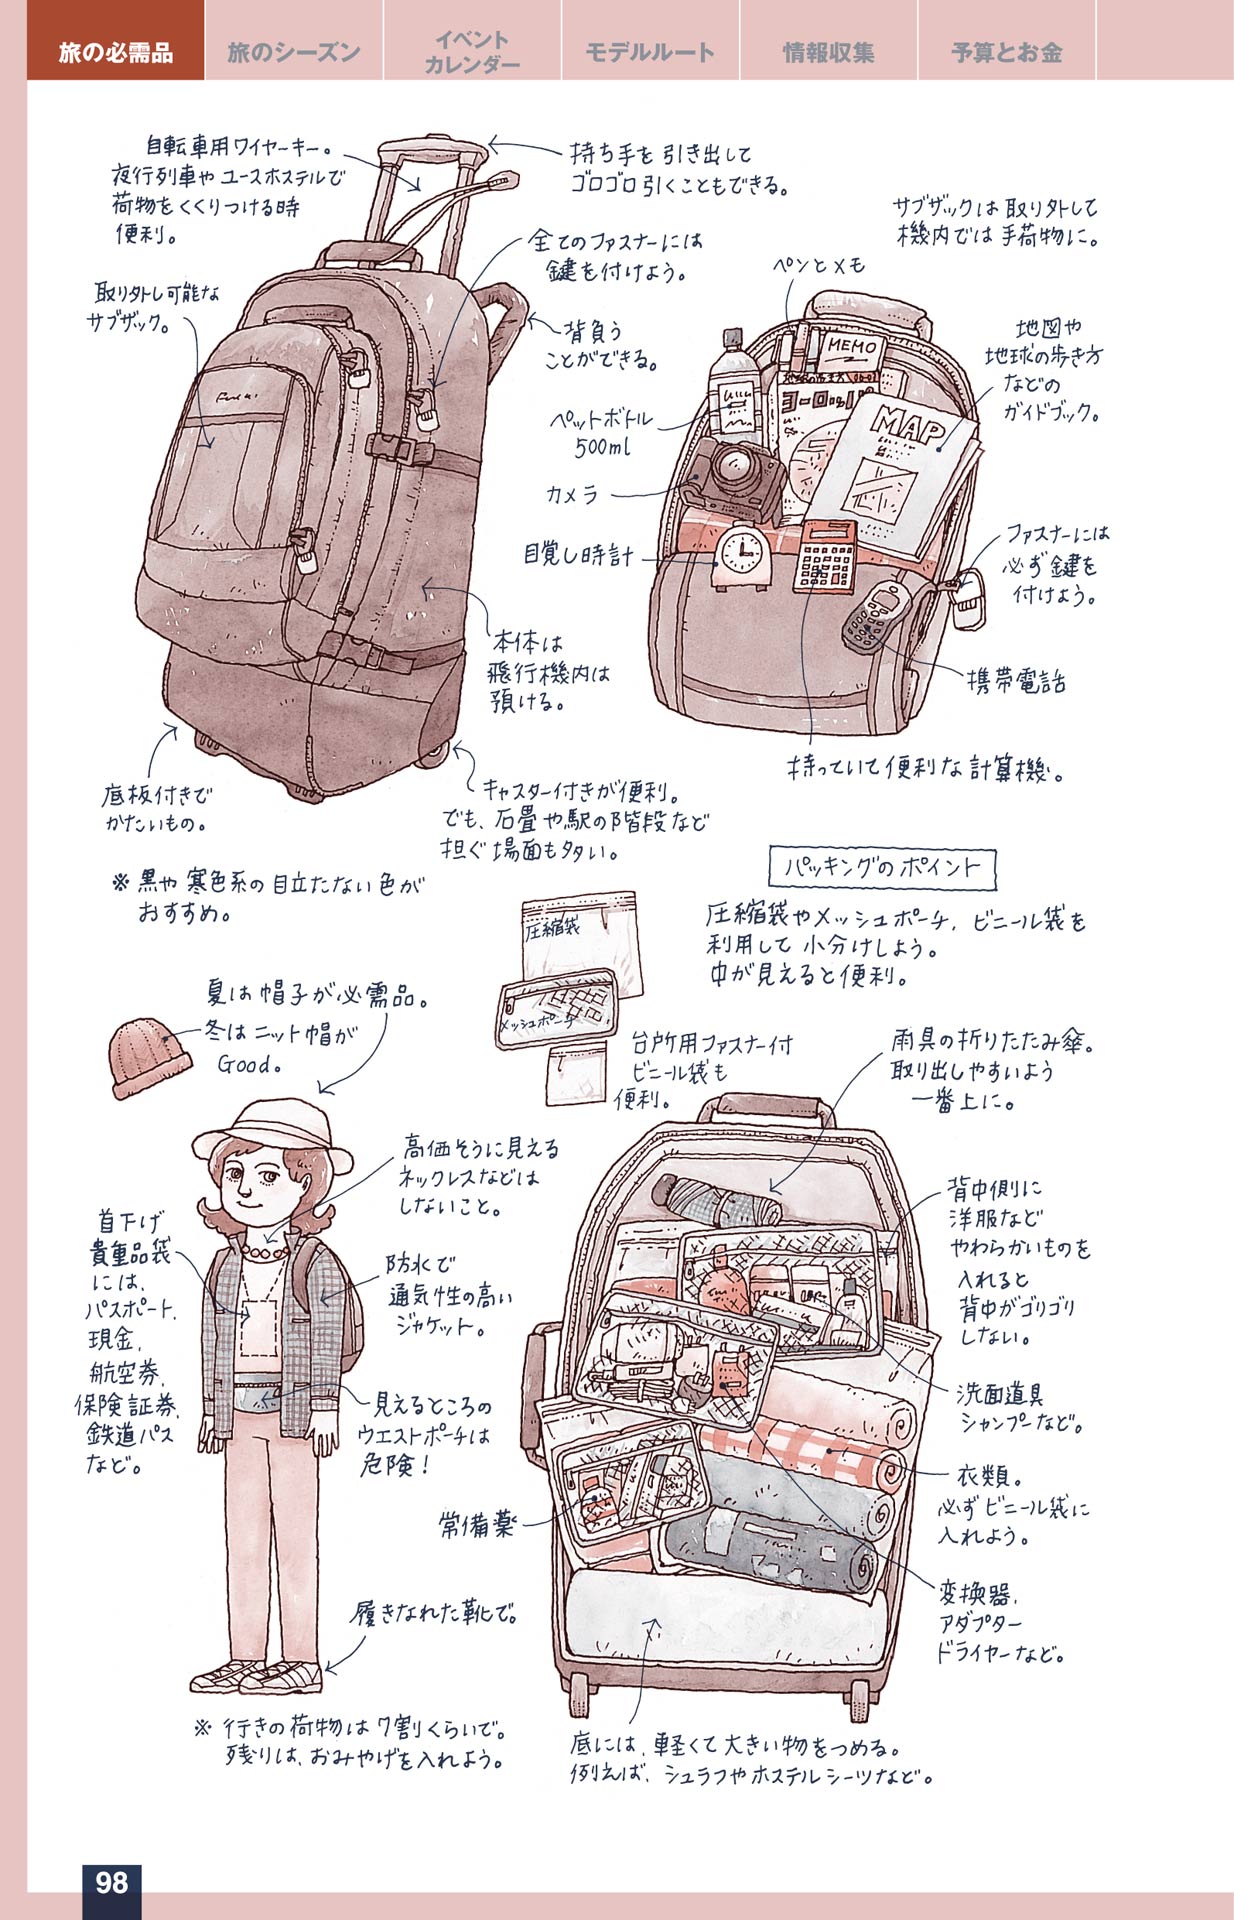 旅の必需品
旅のシーズン
イベント
カレンダー
モデルルート
情報収集
予算とお金
自転車用ワイヤーキー。
夜行列車や ユースホステルで
荷物をくくりつける時
便利。
持ち手を引き出して
ゴロゴロ引くこともできる。
全てのファスナーには
鍵を付けよう。
取り外し可能な
サブザック。
背負う
ことができる。
本体は
飛行機内は
預ける。
底板付きで
かたいもの。
キャスター付きが便利。
でも、石畳や駅の階段など
担ぐ場面も多い。
※ 黒や寒色系の目立たない色が
おすすめ。
サブザックは取り外して
機内では手荷物に。
ペンとメモ
MEMO
地図や
地球の歩き方
などの
ガイドブック。
ヨーロッパ
MAP
ペットボトル
500ml
カメラ
目覚し時計
ファスナーには
必ず鍵を
付けよう。
携帯電話
持っていて便利な計算機。
パッキングのポイント
圧縮袋やメッシュポーチ、ビニール袋を
利用して小分けしよう。
中が見えると便利。
圧縮袋
メッシュポーチ
台所用ファスナー付
ビニール袋も
便利。
夏は帽子が必需品。
冬はニット帽が
Good。
高価そうに見える
ネックレスなどは
しないこと。
首下げ
貴重品袋
には、
パスポート、
現金、
航空券、
保険証券、
鉄道パス
など。
防水で
通気性の高い
ジャケット。
見えるところの
ウエストポーチは
危険!
履きなれた靴で。
※ 行きの荷物は7割くらいで。
残りは、おみやげを入れよう。
雨具の折りたたみ傘。
取り出しやすいよう
一番上に。
背中側に
洋服など
やわらかいものを
入れると
背中がゴリゴリ
しない。
洗面道具
シャンプーなど。
衣類。
必ずビニール袋に
入れよう。
常備薬
変換器、
アダプター
ドライヤーなど。
底には、軽くて大きい物をつめる。
例えば、シュラフやホステルシーツなど。
98